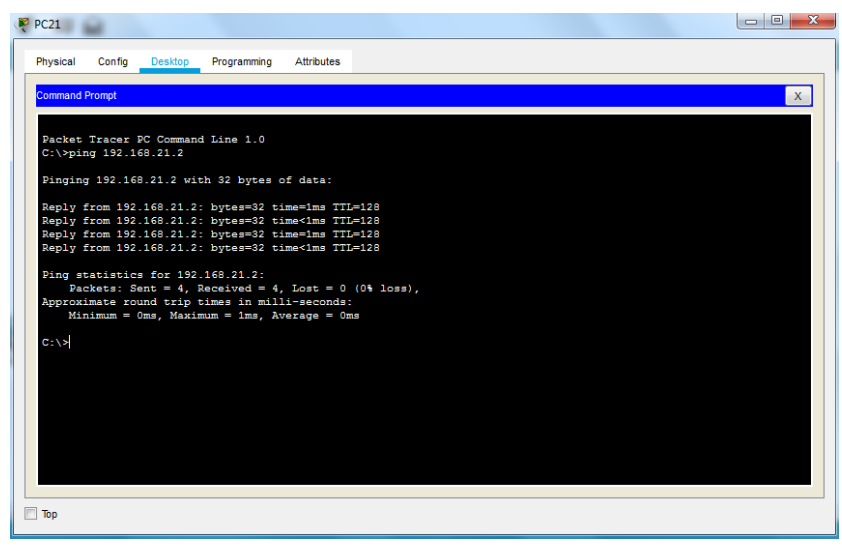 PC21
X
Physical Config Desktop Programming Attributes
Command Prompt
X
Packet Tracer PC Command Line 1.0
C:\>ping 192.168.21.2
Pinging 192.168.21.2 with 32 bytes of data:
Reply from 192.168.21.2: bytes=32 time=1ms TTL=128
Reply from 192.168.21.2: bytes=32 time<1ms TTL=128
Reply from 192.168.21.2: bytes=32 time=1ms TTL=128
Reply from 192.168.21.2: bytes=32 time<1ms TTL=128
Ping statistics for 192.168.21.2:
Packets: Sent = 4, Received = 4, Lost = 0 (0% loss),
Approximate round trip times in milli-seconds:
Minimum = 0ms, Maximum = 1ms, Average = 0ms
C:\>
Top